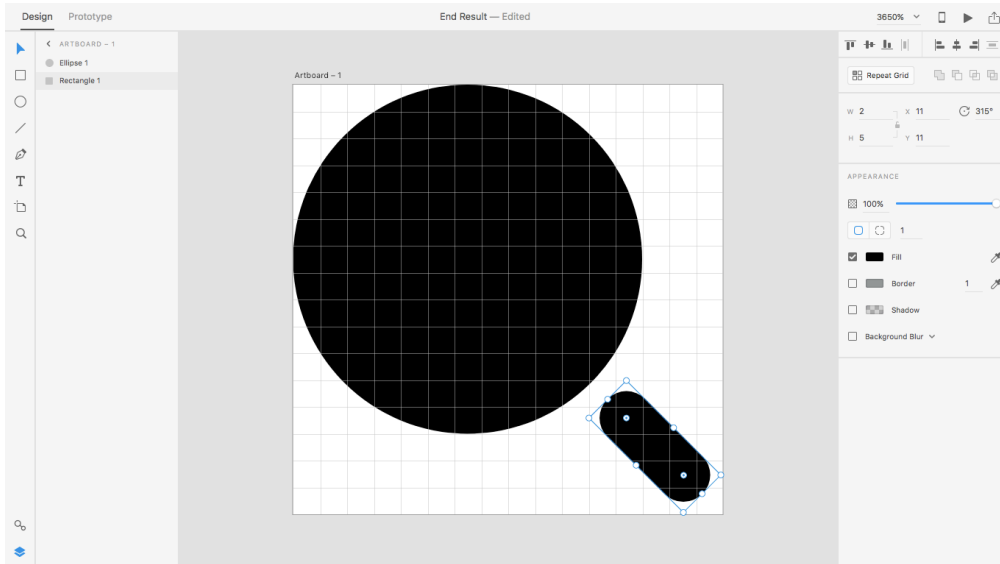 Design Prototype End Result — Edited 3650%
ARTBOARD – 1
Ellipse 1
Rectangle 1
Artboard – 1
Repeat Grid
W 2 X 11 315°
H 5 Y 11
APPEARANCE
100%
1
Fill
Border 1
Shadow
Background Blur
T